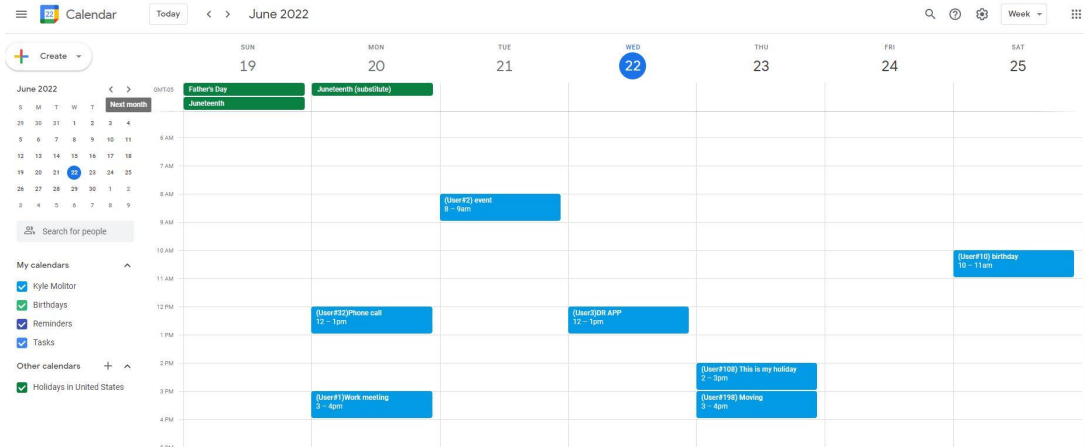 22 Calendar Today < > June 2022 Week
Create
SUN MON TUE WED THU FRI SAT
19 20 21 22 23 24 25
June 2022 < >
Next month
GMT-05
Father's Day
Juneteenth (substitute)
Juneteenth
S M T W T
29 30 31 1 2 3 4
5 6 7 8 9 10 11
12 13 14 15 16 17 18
19 20 21 22 23 24 25
26 27 28 29 30 1 2
3 4 5 6 7 8 9
Search for people
My calendars
Kyle Molitor
Birthdays
Reminders
Tasks
Other calendars +
Holidays in United States
6 AM
7 AM
8 AM
(User#2) event
8 – 9am
9 AM
10 AM
(User#10) birthday
10 – 11am
11 AM
12 PM
(User#32)Phone call
12 – 1pm
(User3)DR APP
12 – 1pm
1 PM
2 PM
(User#108) This is my holiday
2 – 3pm
3 PM
(User#1)Work meeting
3 – 4pm
(User#198) Moving
3 – 4pm
4 PM